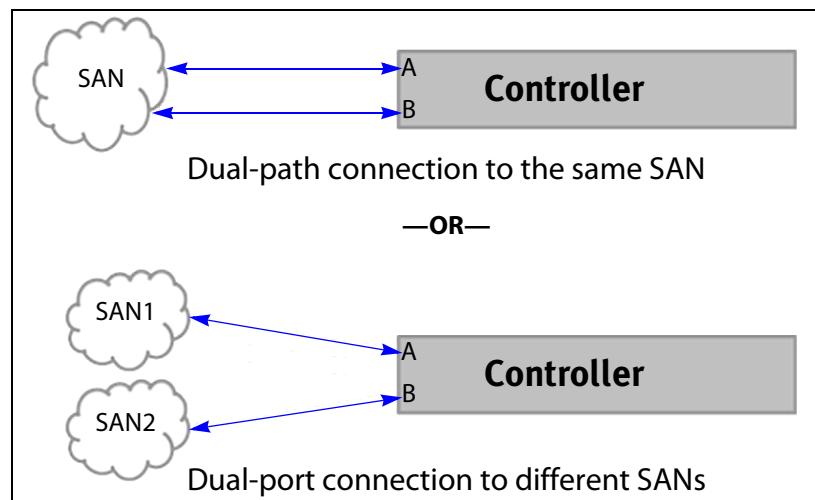 SAN
A
B
Controller
Dual-path connection to the same SAN
—OR—
SAN1
SAN2
A
B
Controller
Dual-port connection to different SANs